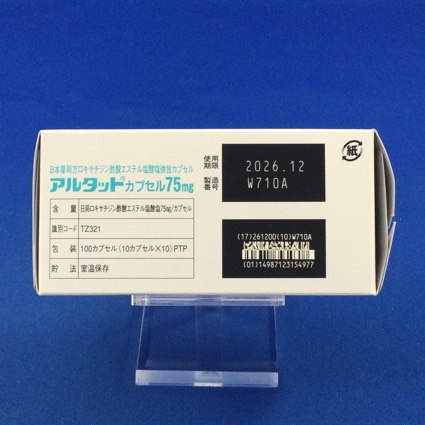 日本薬局方ロキサチジン酢酸エステル塩酸塩徐放カプセル
アルタット®カプセル75mg
含量 日局ロキサチジン酢酸エステル塩酸塩75mg/カプセル
識別コード TZ321
包装 100カプセル(10カプセル×10)PTP
貯法 室温保存
使用期限 2026.12
製造番号 W710A
(17)261200(10)W710A
(01)14987123154977
紙